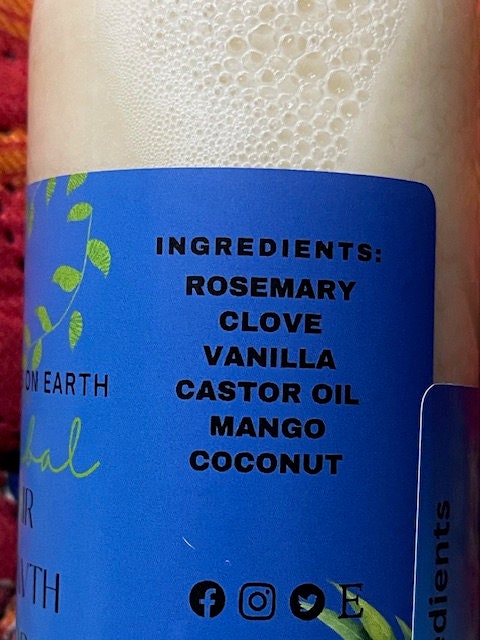 INGREDIENTS:
ROSEMARY
CLOVE
VANILLA
CASTOR OIL
MANGO
COCONUT
ON EARTH
E